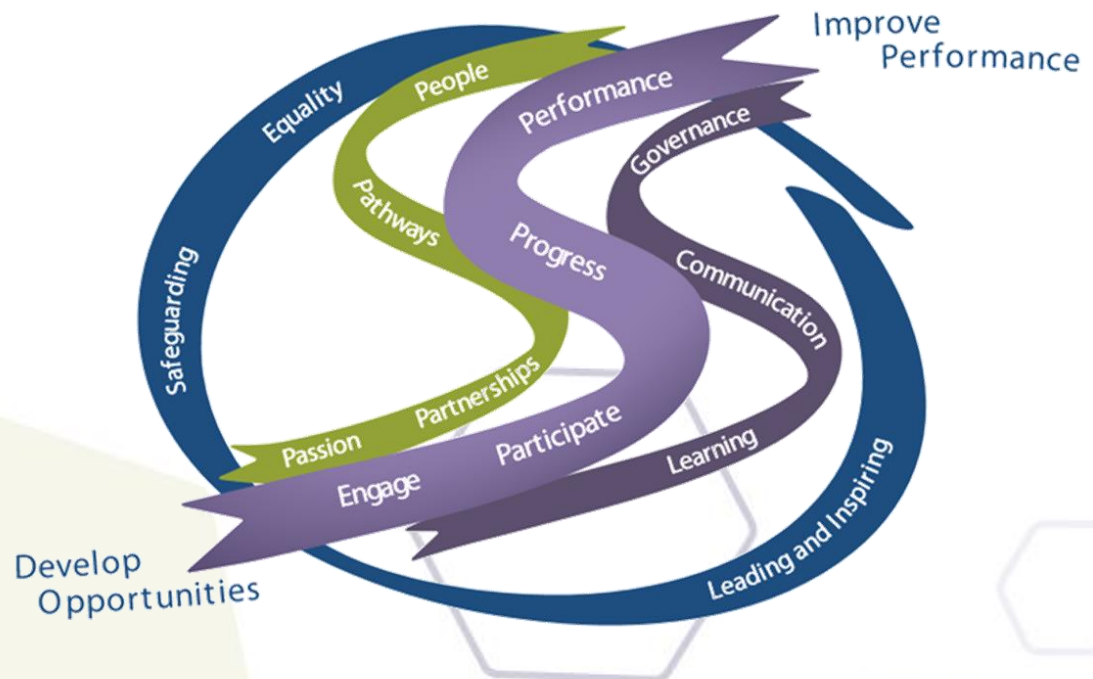 Improve
Performance
People
Performance
Equality
Governance
Pathways
Progress
Communication
Safeguarding
Partnerships
Participate
Passion
Learning
Engage
Leading and Inspiring
Develop
Opportunities